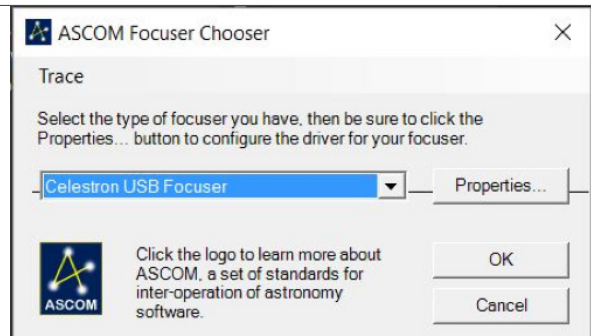 ASCOM Focuser Chooser
Trace
Select the type of focuser you have, then be sure to click the
Properties... button to configure the driver for your focuser.
Celestron USB Focuser
Properties...
Click the logo to learn more about
ASCOM, a set of standards for
inter-operation of astronomy
software.
ASCOM
OK
Cancel